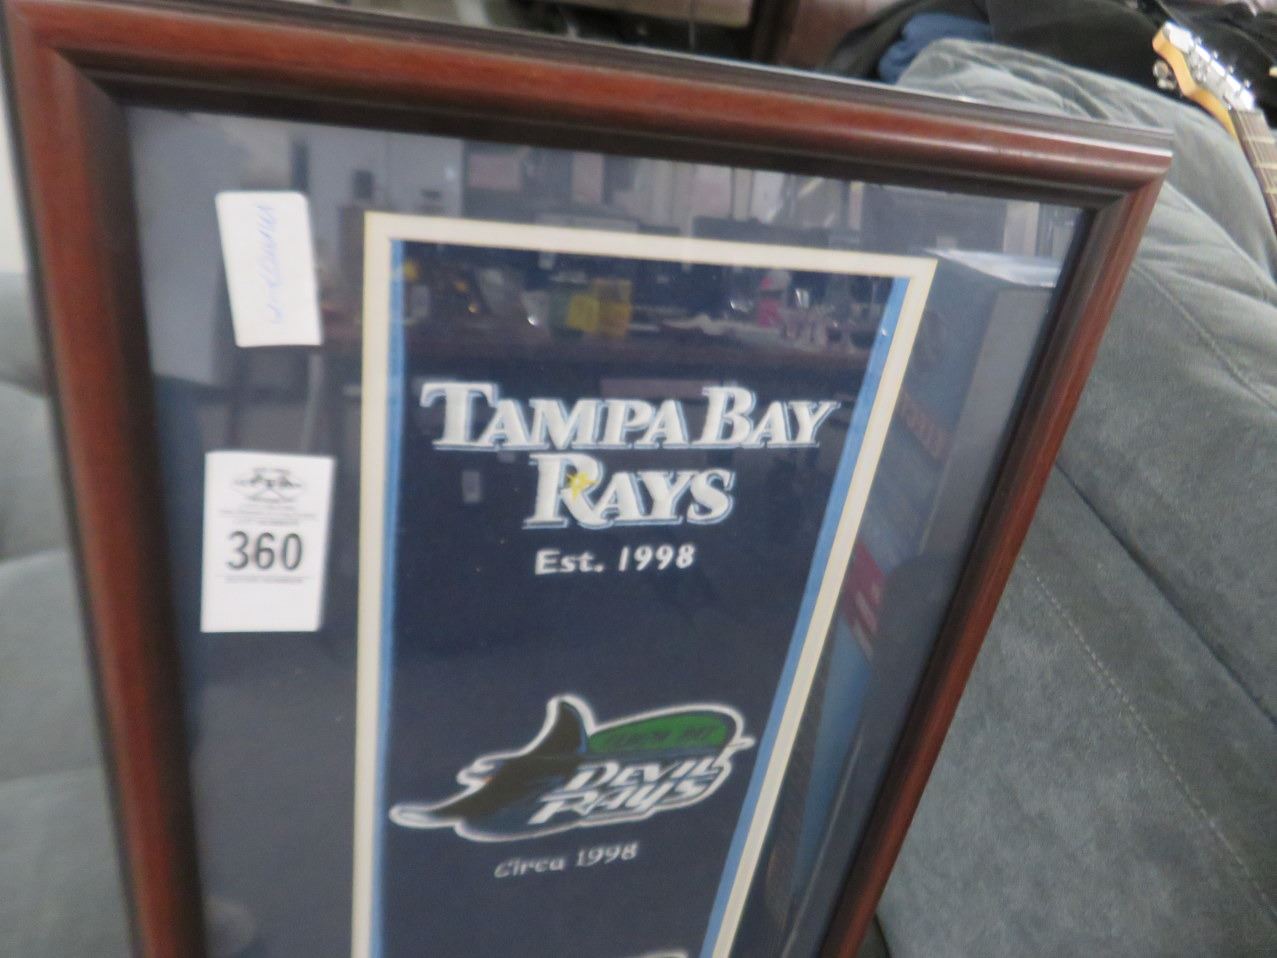 360
TAMPA BAY
RAYS
Est. 1998
DEVIL
RAYS
Circa 1998